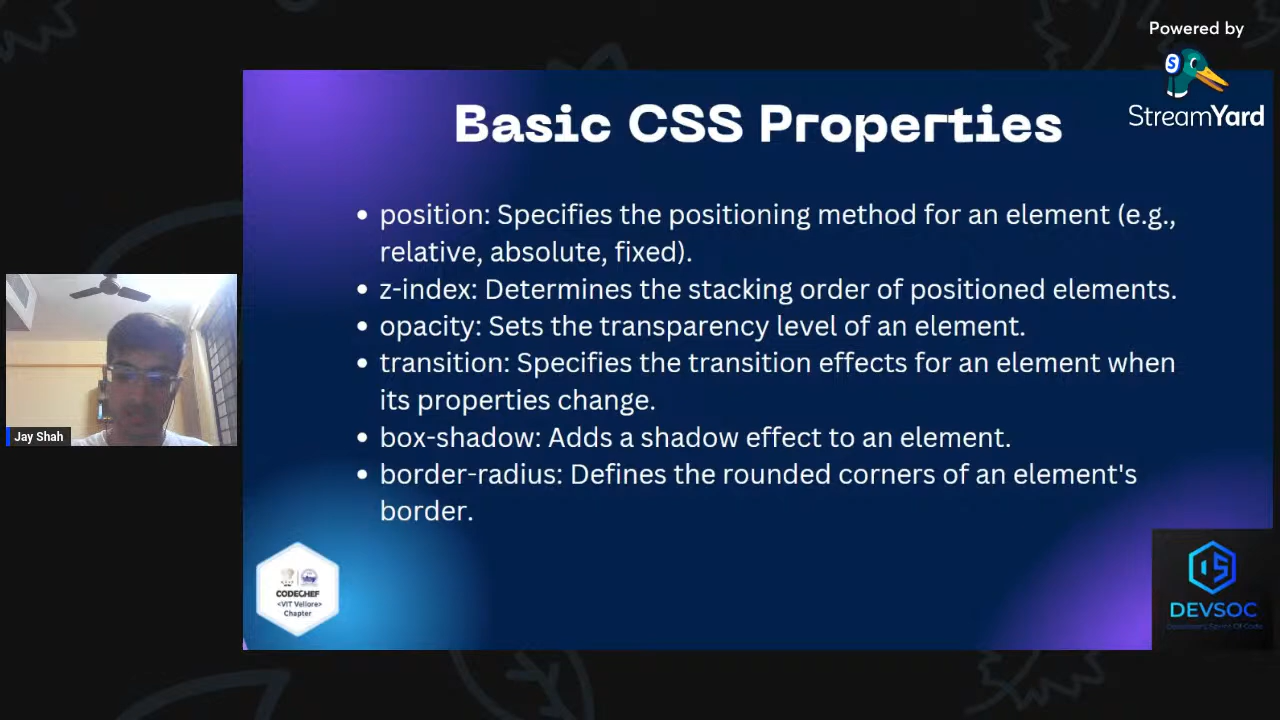 Powered by
StreamYard
Basic CSS Properties
• position: Specifies the positioning method for an element (e.g.,
relative, absolute, fixed).
• z-index: Determines the stacking order of positioned elements.
• opacity: Sets the transparency level of an element.
• transition: Specifies the transition effects for an element when
its properties change.
• box-shadow: Adds a shadow effect to an element.
• border-radius: Defines the rounded corners of an element's
border.
Jay Shah
CODECHEF
<VIT Vellore>
Chapter
DEVSOC